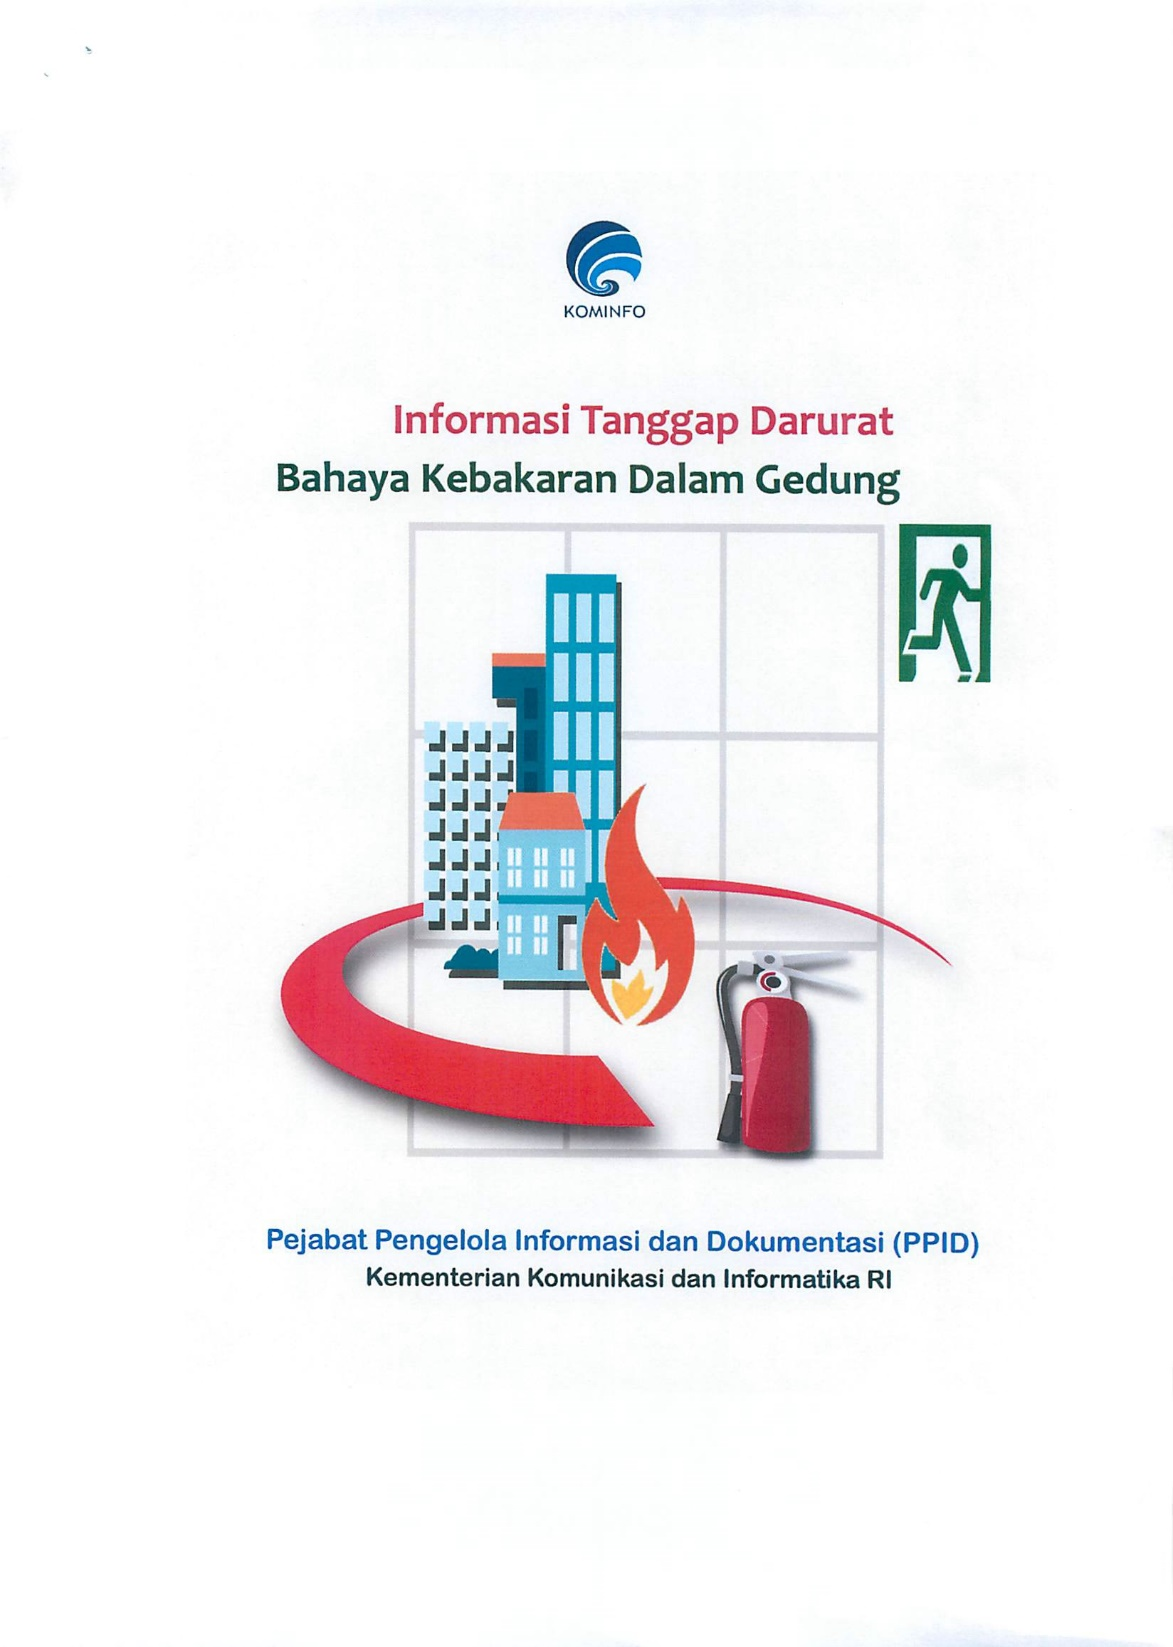 KOMINFO
Informasi Tanggap Darurat
Bahaya Kebakaran Dalam Gedung
Pejabat Pengelola Informasi dan Dokumentasi (PPID)
Kementerian Komunikasi dan Informatika RI